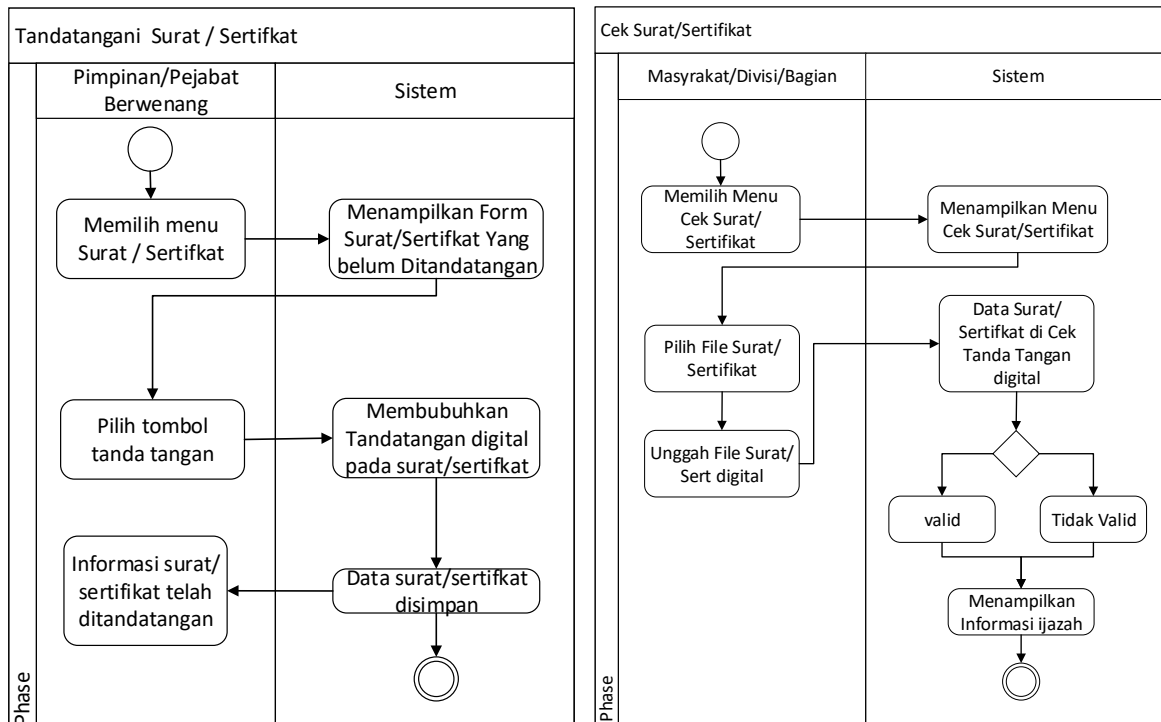 Tandatangani Surat / Sertifkat
Pimpinan/Pejabat
Berwenang
Sistem
Memilih menu
Surat / Sertifkat
Menampilkan Form
Surat/Sertifkat Yang
belum Ditandatangan
Pilih tombol
tanda tangan
Membubuhkan
Tandatangan digital
pada surat/sertifkat
Informasi surat/
sertifikat telah
ditandatangan
Data surat/sertifkat
disimpan
Phase
Cek Surat/Sertifikat
Masyrakat/Divisi/Bagian
Sistem
Memilih Menu
Cek Surat/
Sertifikat
Menampilkan Menu
Cek Surat/Sertifikat
Pilih File Surat/
Sertifikat
Data Surat/
Sertifkat di Cek
Tanda Tangan
digital
Unggah File Surat/
Sert digital
valid
Tidak Valid
Menampilkan
Informasi ijazah
Phase